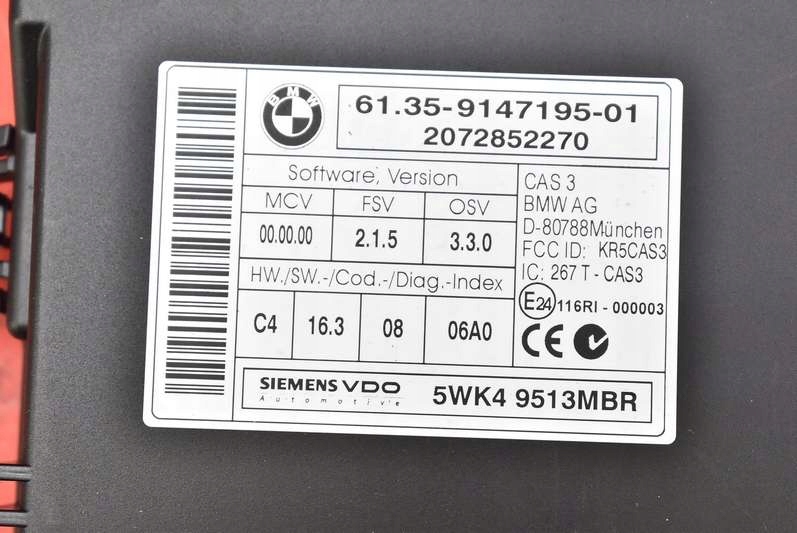 BMW
61.35-9147195-01
2072852270
Software, Version
MCV FSV OSV
00.00.00 2.1.5 3.3.0
HW./SW.-/Cod.-/Diag.-Index
C4 16.3 08 06A0
CAS 3
BMW AG
D-80788München
FCC ID: KR5CAS3
IC: 267 T - CAS3
E24 116RI - 000003
CE
SIEMENS VDO
Automotive
5WK4 9513MBR